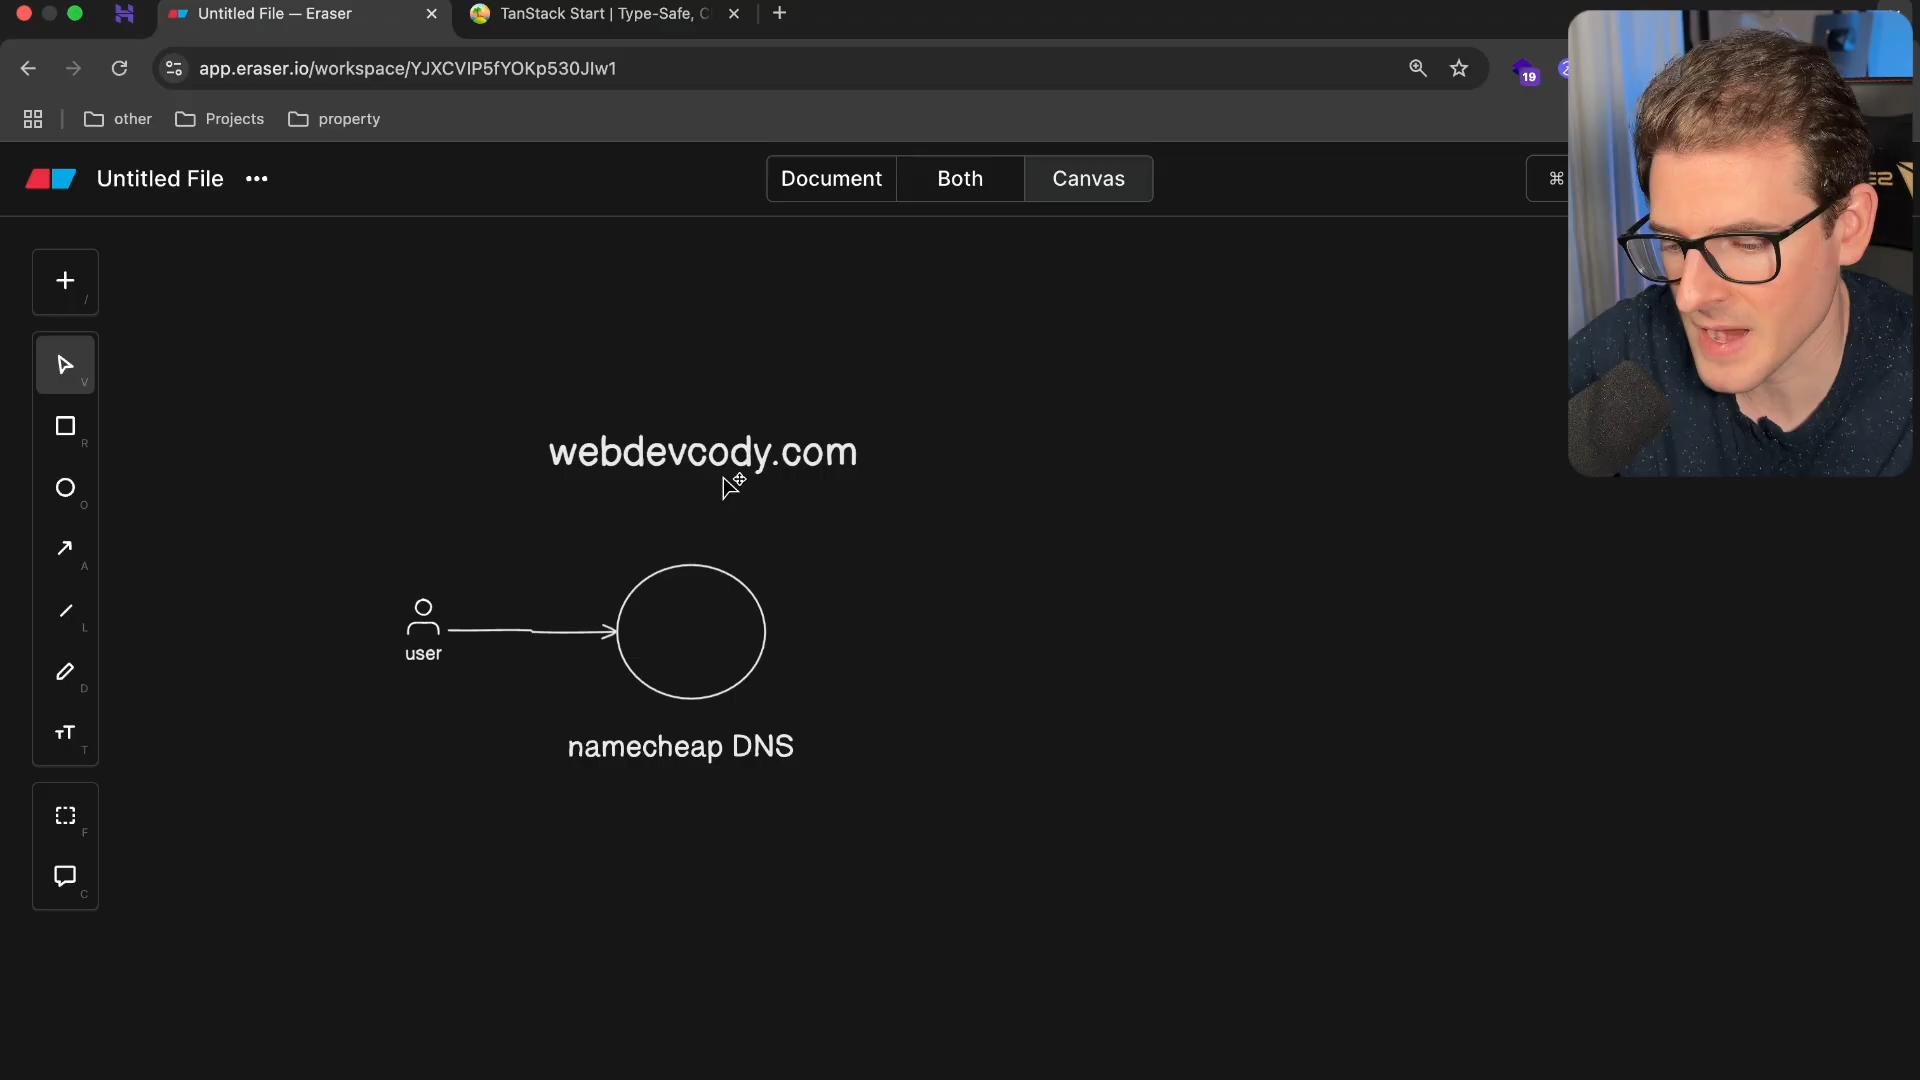 Untitled File — Eraser
TanStack Start | Type-Safe, C
app.eraser.io/workspace/YJXCVIP5fYOKp530JIw1
19
other
Projects
property
Untitled File
Document
Both
Canvas
⌘
/
V
R
O
A
L
D
T
F
C
webdevcody.com
user
namecheap DNS